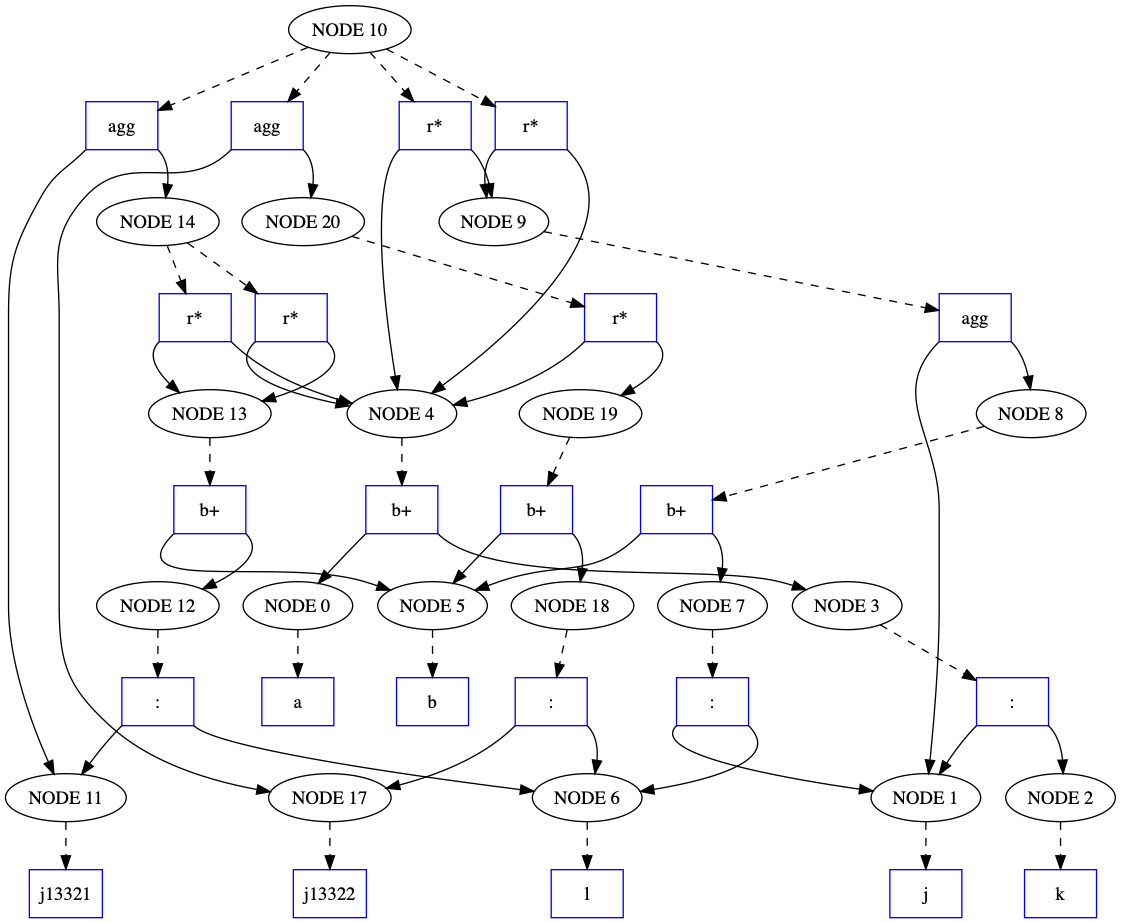 NODE 10
agg
agg
r*
r*
NODE 14
NODE 20
NODE 9
r*
r*
r*
agg
NODE 13
NODE 4
NODE 19
NODE 8
b+
b+
b+
b+
NODE 12
NODE 0
NODE 5
NODE 18
NODE 7
NODE 3
:
a
b
:
:
:
NODE 11
NODE 17
NODE 6
NODE 1
NODE 2
j13321
j13322
l
j
k